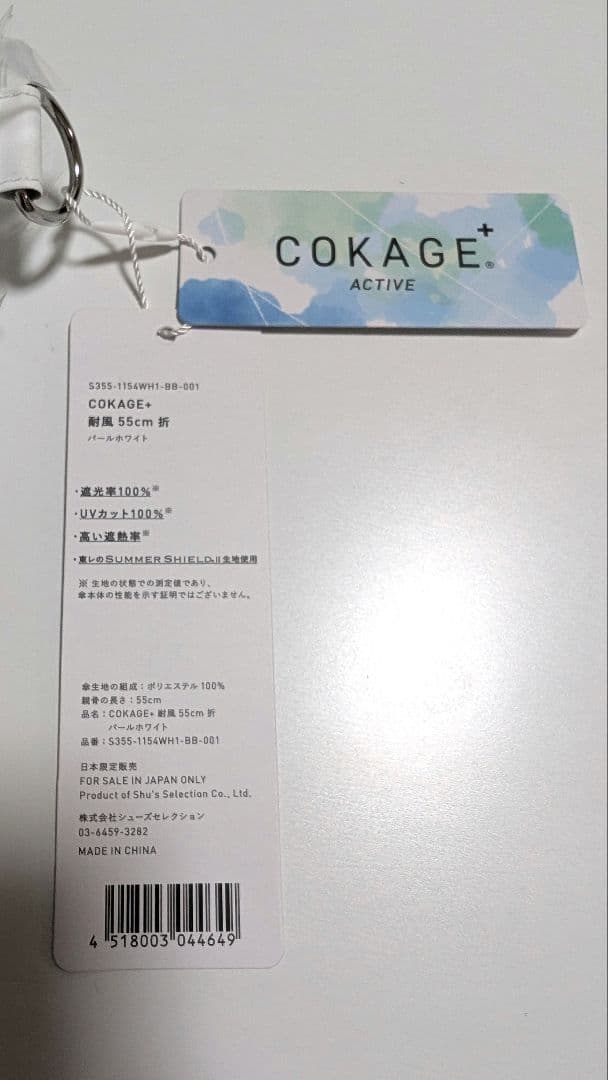 COKAGE+®
ACTIVE
S355-1154WH1-BB-001
COKAGE+
耐風 55cm 折
パールホワイト
・遮光率100%※
・UVカット100%※
・高い遮熱率※
・東レのSUMMER SHIELD®II生地使用
※ 生地の状態での測定値であり、
傘本体の性能を示す証明ではございません。
傘生地の組成：ポリエステル 100%
親骨の長さ：55cm
品名：COKAGE+ 耐風 55cm 折
パールホワイト
品番：S355-1154WH1-BB-001
日本限定販売
FOR SALE IN JAPAN ONLY
Product of Shu's Selection Co., Ltd.
株式会社シューズセレクション
03-6459-3282
MADE IN CHINA
4 518003 044649